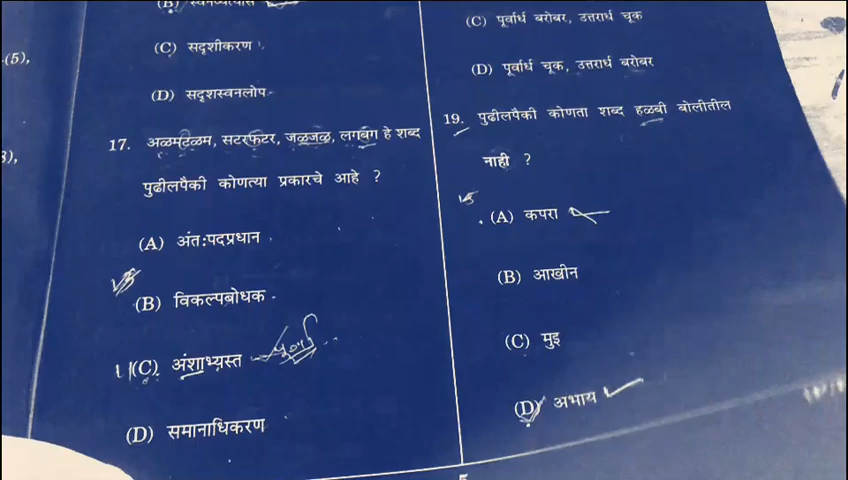 (B) स्वनव्यत्यास
(C) सदृशीकरण
(D) सदृशस्वनलोप
17. अळमटळम, सटरफटर, जळजळ, लगबग हे शब्द
पुढीलपैकी कोणत्या प्रकारचे आहे ?
(A) अंतःपदप्रधान
(B) विकल्पबोधक
(C) अंशाभ्यस्त
(D) समानाधिकरण
(C) पूर्वार्ध बरोबर, उत्तरार्ध चूक
(D) पूर्वार्ध चूक, उत्तरार्ध बरोबर
19. पुढीलपैकी कोणता शब्द हळबी बोलीतील
नाही ?
(A) कपरा
(B) आखीन
(C) मुइ
(D) अभाय
(5),
3),